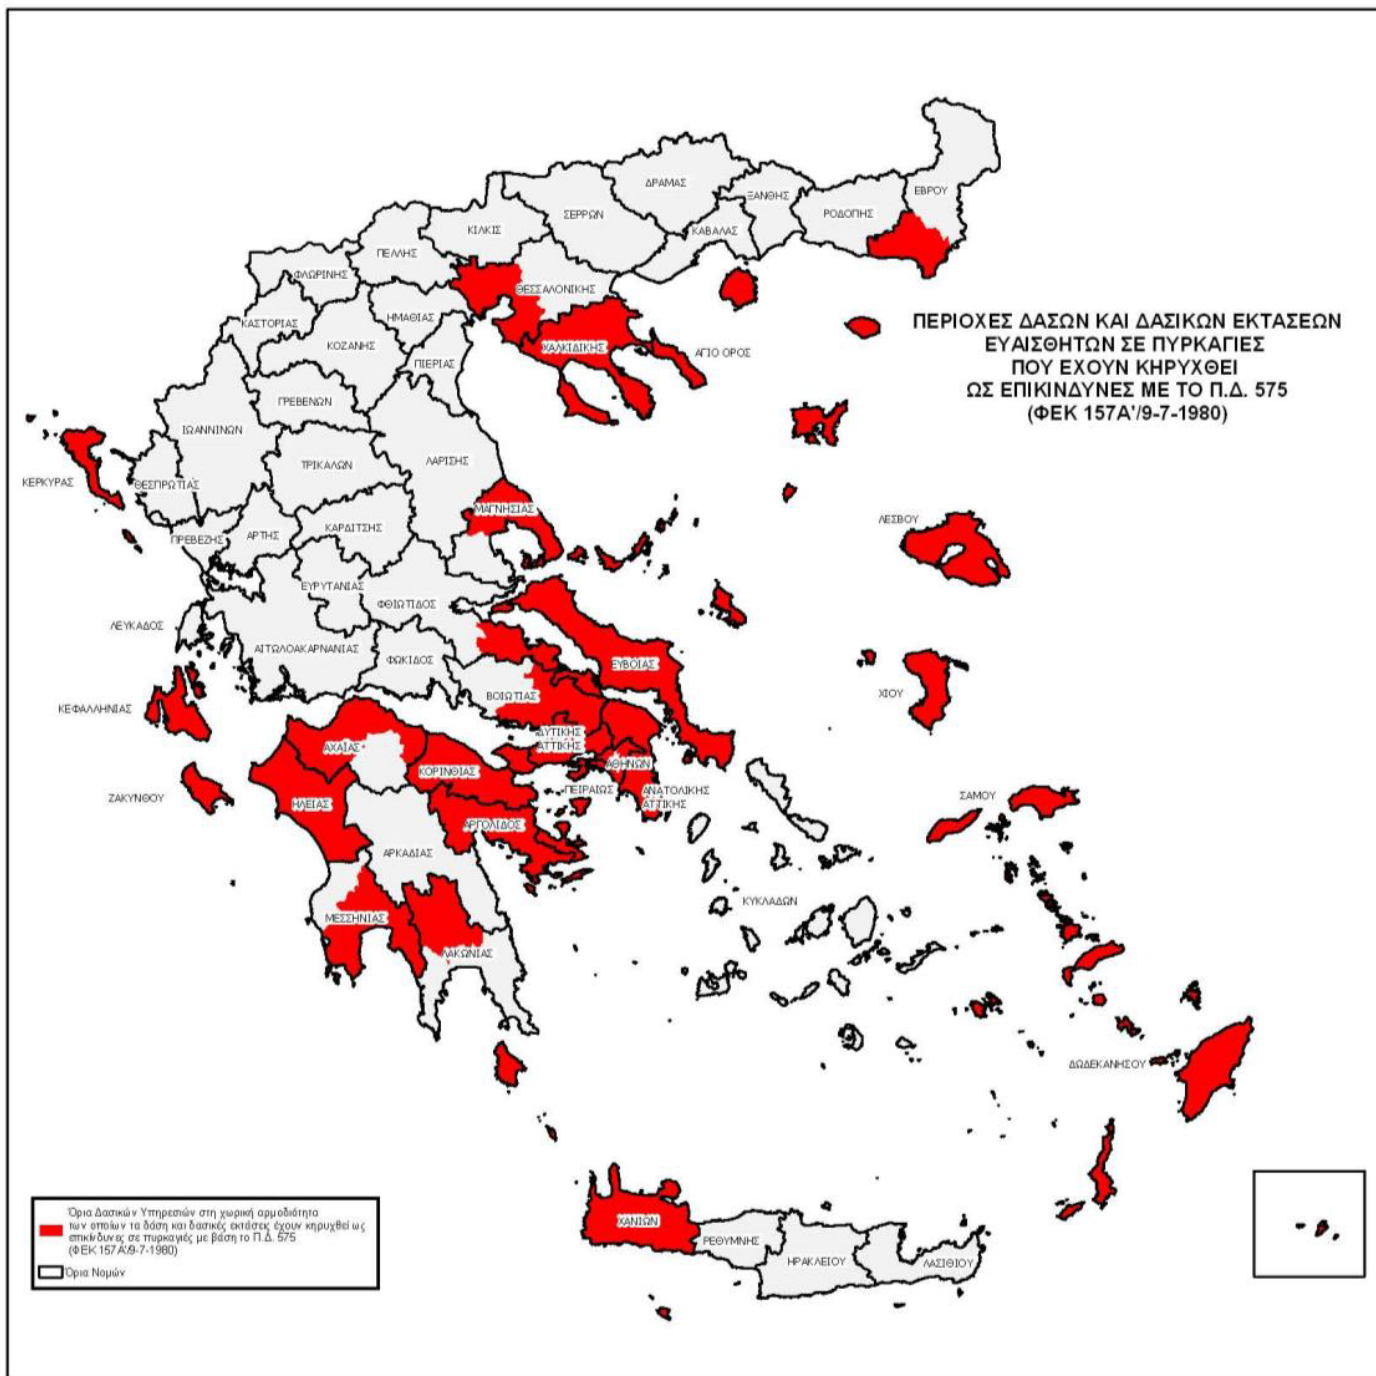 ΔΡΑΜΑΣ
ΞΑΝΘΗΣ
ΕΒΡΟΥ
ΡΟΔΟΠΗΣ
ΣΕΡΡΩΝ
ΚΑΒΑΛΑΣ
ΚΙΛΚΙΣ
ΠΕΛΛΗΣ
ΦΛΩΡΙΝΗΣ
ΘΕΣΣΑΛΟΝΙΚΗΣ
ΚΑΣΤΟΡΙΑΣ
ΗΜΑΘΙΑΣ
ΚΟΖΑΝΗΣ
ΧΑΛΚΙΔΙΚΗΣ
ΑΓΙΟ ΟΡΟΣ
ΠΙΕΡΙΑΣ
ΠΕΡΙΟΧΕΣ ΔΑΣΩΝ ΚΑΙ ΔΑΣΙΚΩΝ ΕΚΤΑΣΕΩΝ
ΕΥΑΙΣΘΗΤΩΝ ΣΕ ΠΥΡΚΑΓΙΕΣ
ΠΟΥ ΕΧΟΥΝ ΚΗΡΥΧΘΕΙ
ΩΣ ΕΠΙΚΙΝΔΥΝΕΣ ΜΕ ΤΟ Π.Δ. 575
(ΦΕΚ 157Α'/9-7-1980)
ΓΡΕΒΕΝΩΝ
ΙΩΑΝΝΙΝΩΝ
ΤΡΙΚΑΛΩΝ
ΛΑΡΙΣΗΣ
ΚΕΡΚΥΡΑΣ
ΘΕΣΠΡΩΤΙΑΣ
ΜΑΓΝΗΣΙΑΣ
ΛΕΣΒΟΥ
ΚΑΡΔΙΤΣΗΣ
ΑΡΤΗΣ
ΠΡΕΒΕΖΗΣ
ΕΥΡΥΤΑΝΙΑΣ
ΦΘΙΩΤΙΔΟΣ
ΛΕΥΚΑΔΟΣ
ΑΙΤΩΛΟΑΚΑΡΝΑΝΙΑΣ
ΦΩΚΙΔΟΣ
ΕΥΒΟΙΑΣ
ΒΟΙΩΤΙΑΣ
ΧΙΟΥ
ΚΕΦΑΛΛΗΝΙΑΣ
ΔΥΤΙΚΗΣ
ΑΤΤΙΚΗΣ
ΑΧΑΪΑΣ
ΑΘΗΝΩΝ
ΚΟΡΙΝΘΙΑΣ
ΠΕΙΡΑΙΩΣ
ΑΝΑΤΟΛΙΚΗΣ
ΑΤΤΙΚΗΣ
ΖΑΚΥΝΘΟΥ
ΗΛΕΙΑΣ
ΣΑΜΟΥ
ΑΡΓΟΛΙΔΟΣ
ΑΡΚΑΔΙΑΣ
ΚΥΚΛΑΔΩΝ
ΜΕΣΣΗΝΙΑΣ
ΛΑΚΩΝΙΑΣ
ΔΩΔΕΚΑΝΗΣΟΥ
ΧΑΝΙΩΝ
ΡΕΘΥΜΝΗΣ
ΗΡΑΚΛΕΙΟΥ
ΛΑΣΙΘΙΟΥ
Όρια Δασικών Υπηρεσιών στη χωρική αρμοδιότητα
των οποίων τα δάση και δασικές εκτάσεις έχουν κηρυχθεί ως
επικίνδυνες σε πυρκαγιές με βάση το Π.Δ. 575
(ΦΕΚ 157Α'/9-7-1980)
Όρια Νομών